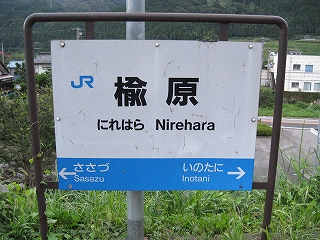 JR 楡原
にれはら Nirehara
ささづ いのたに
Sasazu Inotani